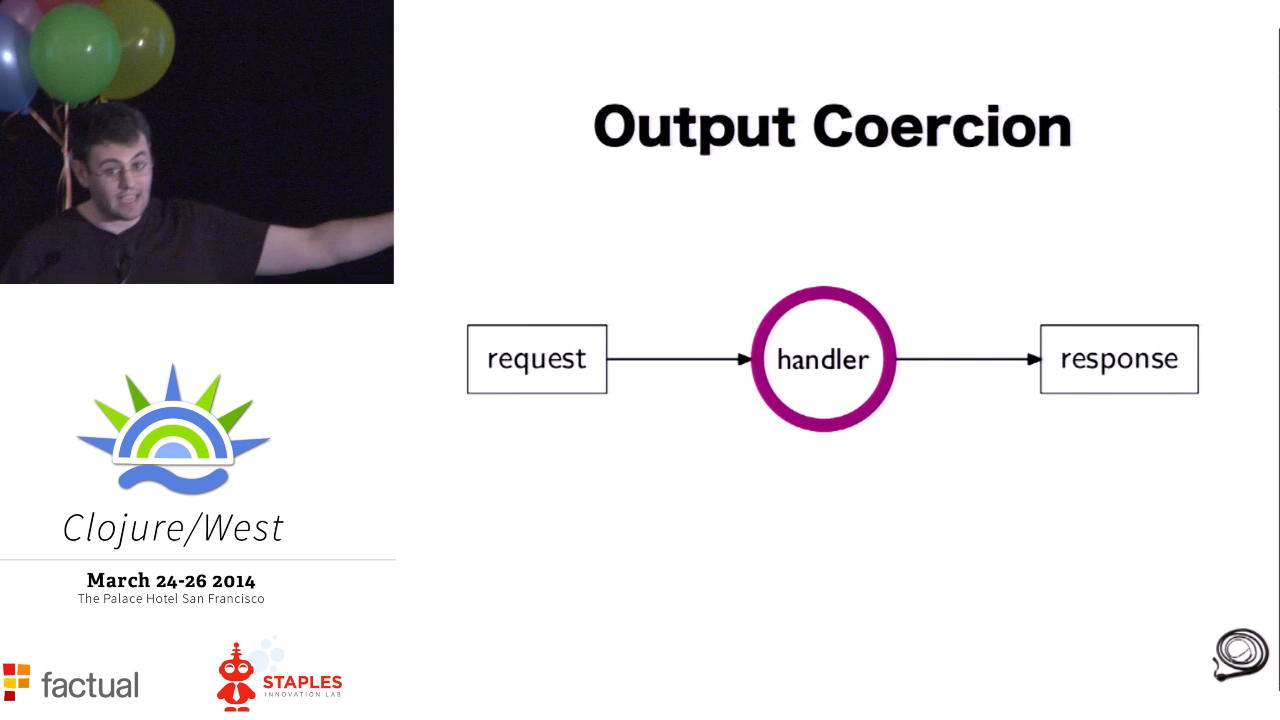 Output Coercion
request
handler
response
Clojure/West
March 24-26 2014
The Palace Hotel San Francisco
factual
STAPLES
INNOVATION LAB